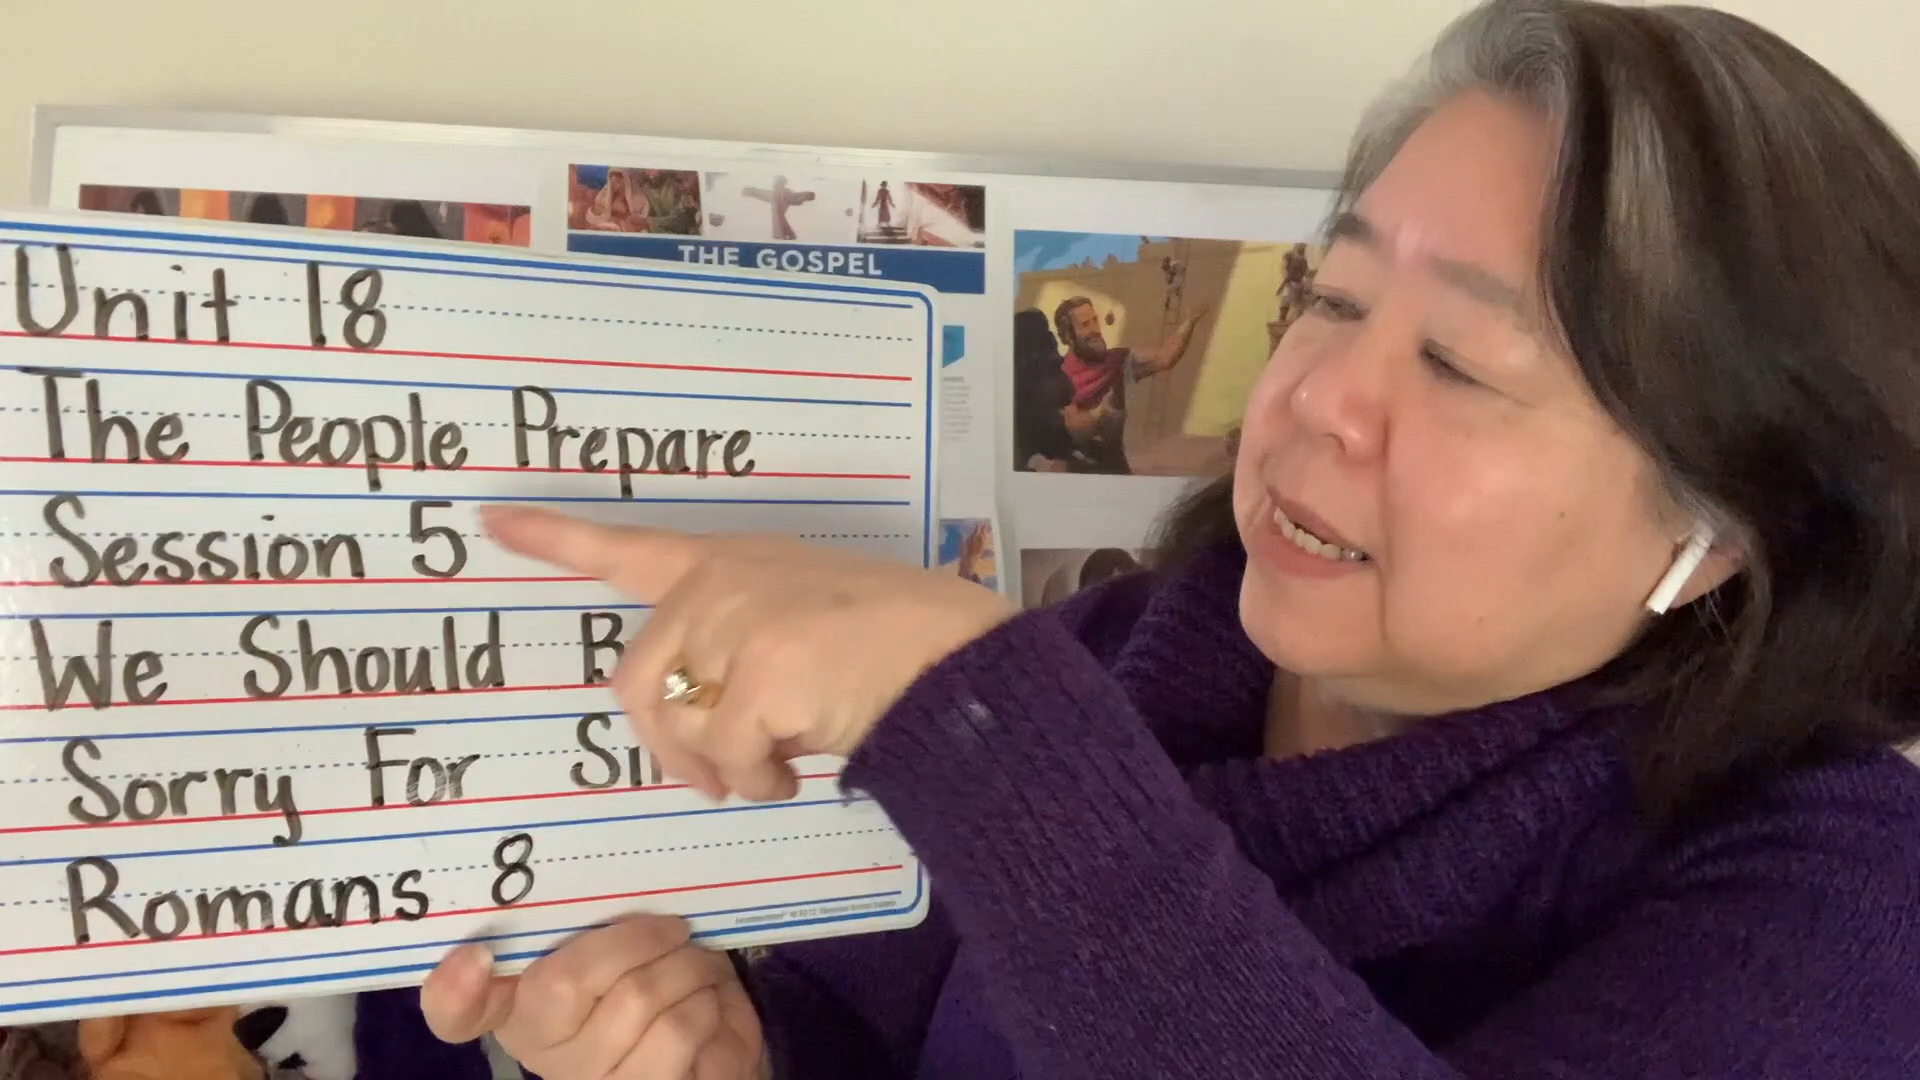 THE GOSPEL
Unit 18
The People Prepare
Session 5
We Should
Sorry For
Romans 8